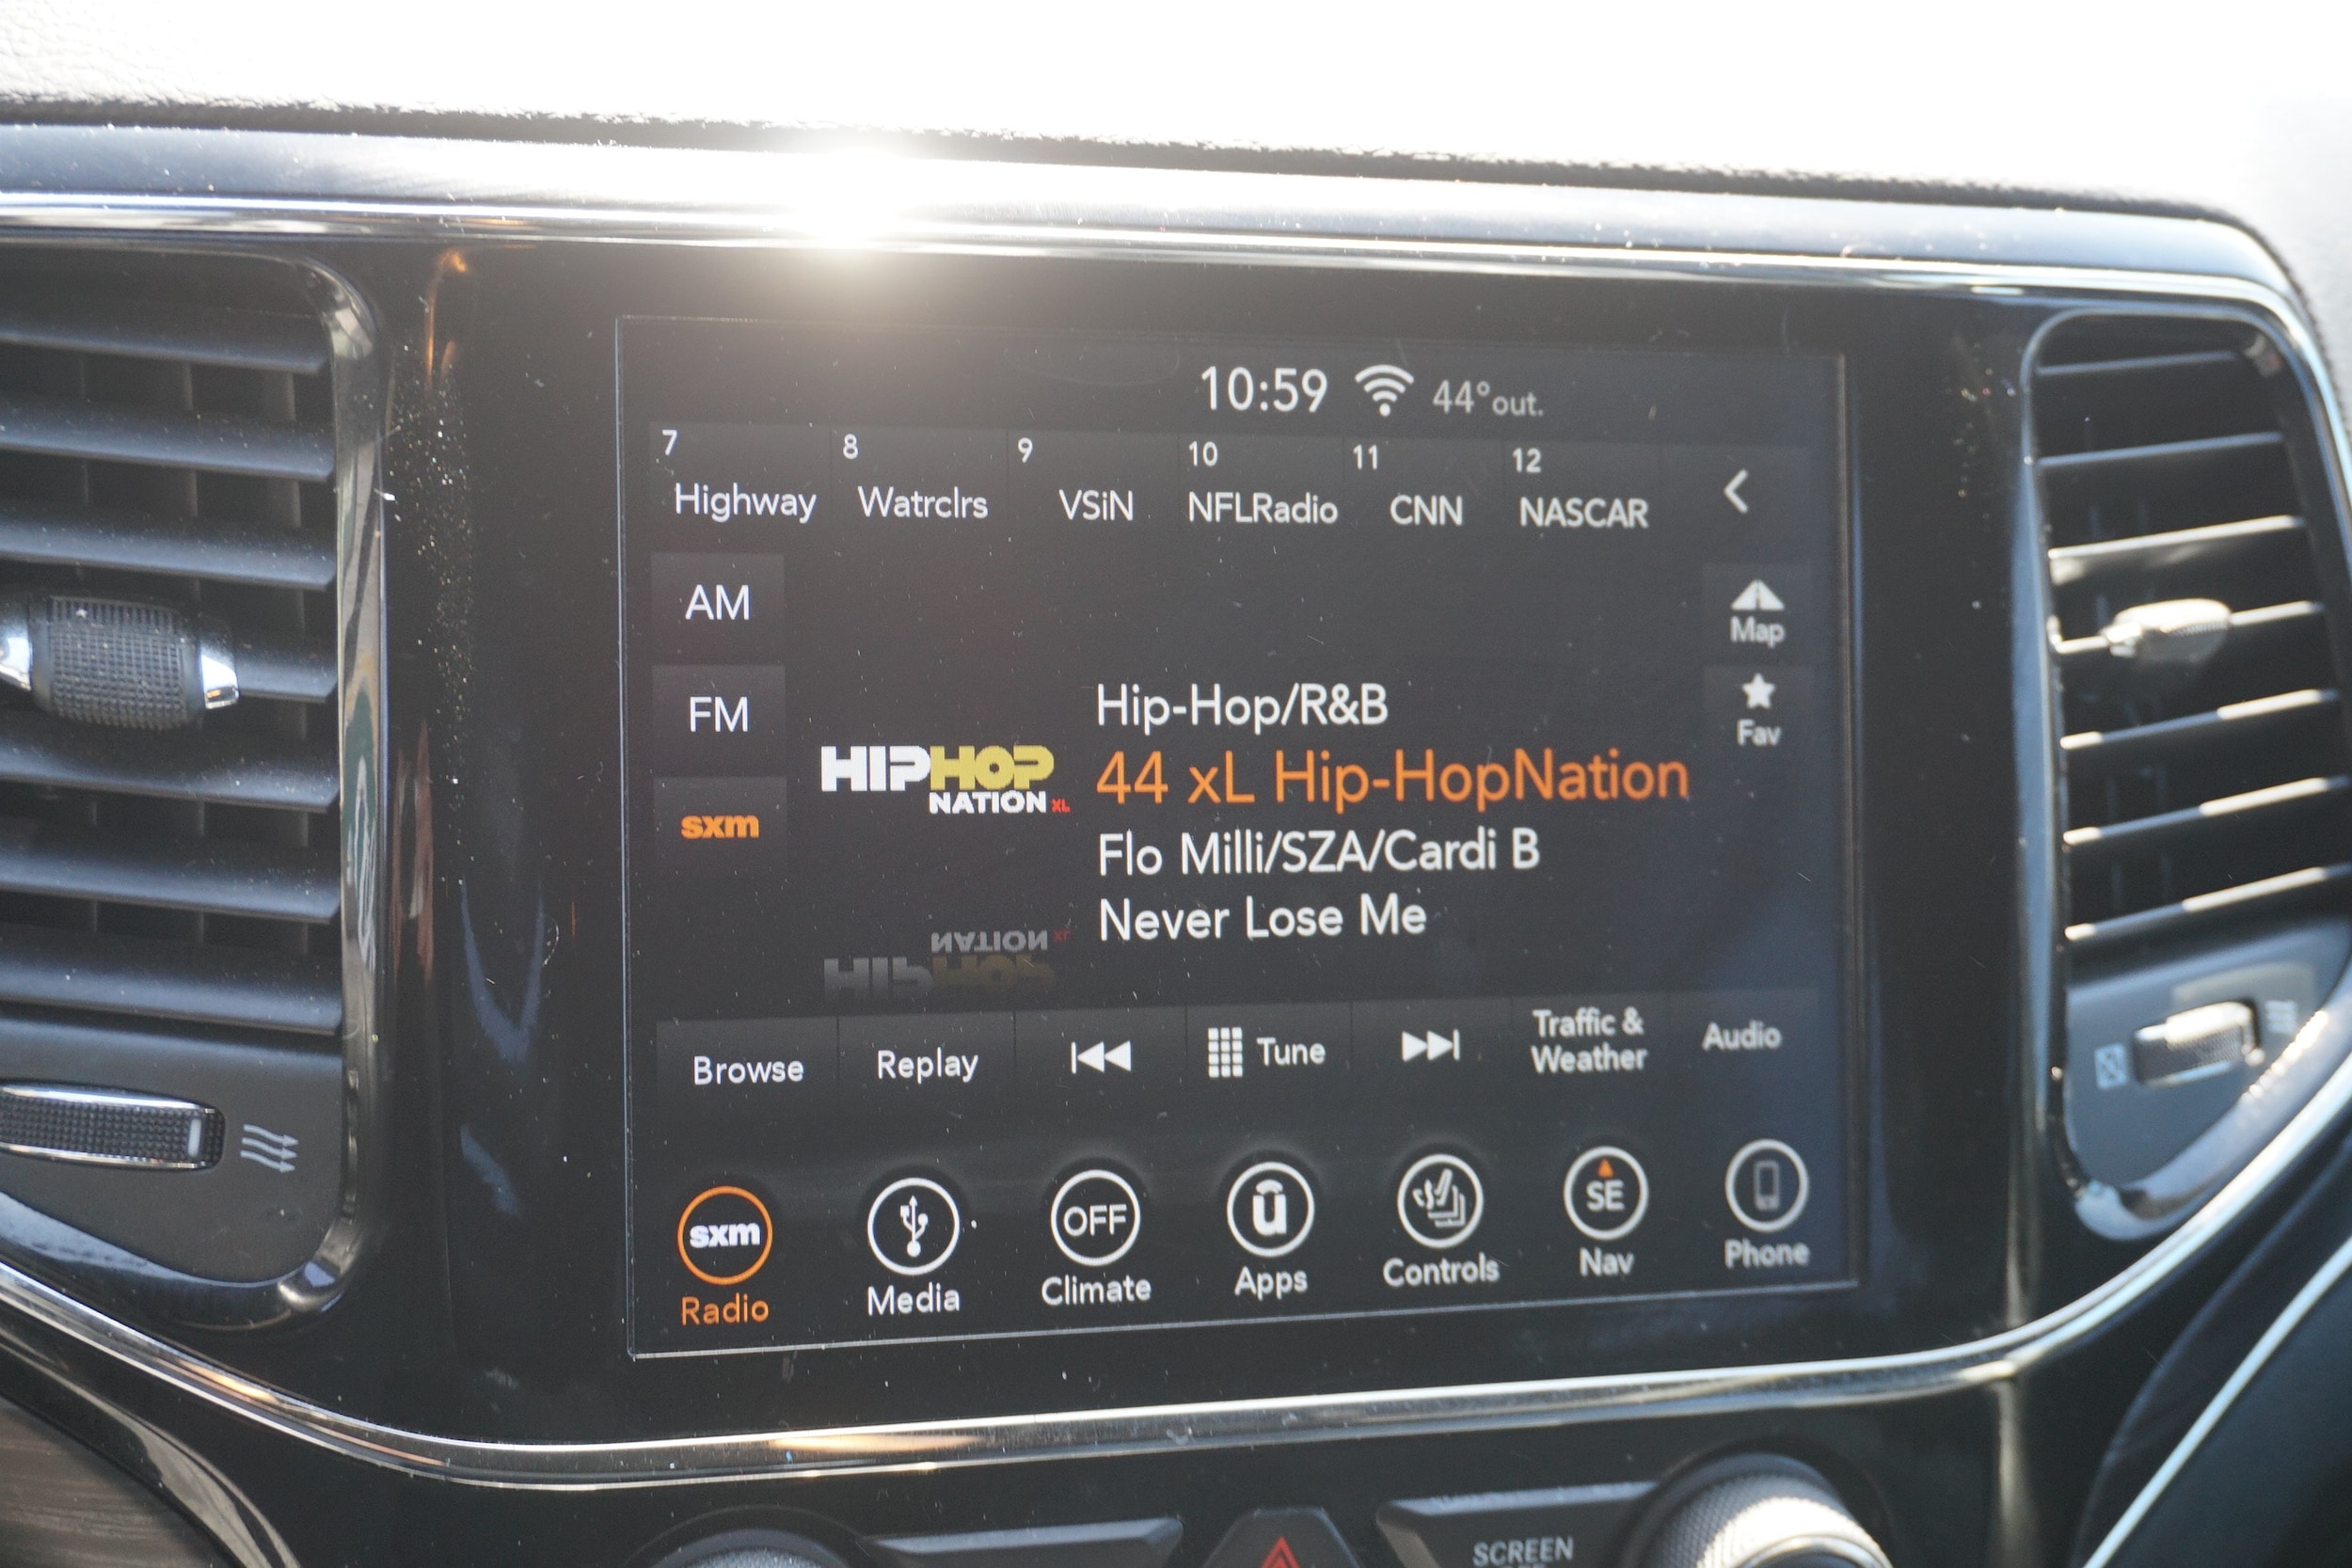 10:59 44° out.
7 8 9 10 11 12
Highway Watrclrs VSiN NFLRadio CNN NASCAR
AM
Map
FM
Fav
sxm
HIPHOP
NATION XL
Hip-Hop/R&B
44 xL Hip-HopNation
Flo Milli/SZA/Cardi B
Never Lose Me
Browse Replay Tune Traffic & Weather Audio
sxm OFF ū SE
Radio Media Climate Apps Controls Nav Phone
SCREEN